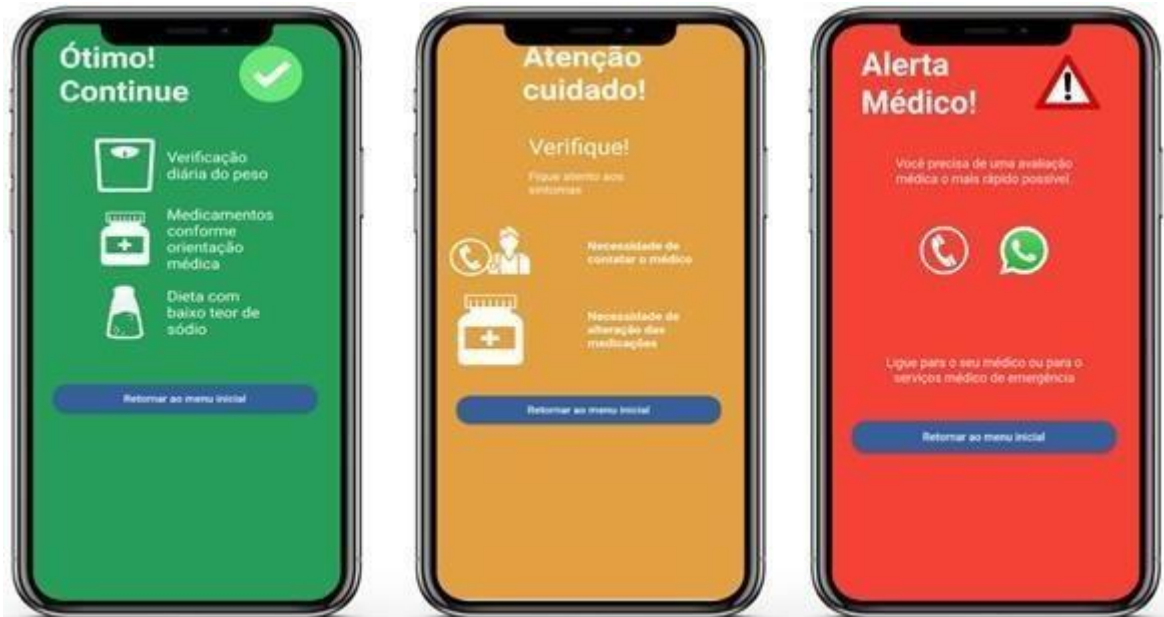 Ótimo!
Continue
Verificação
diária do peso
Medicamentos
conforme
orientação
médica
Dieta com
baixo teor de
sódio
Retornar ao menu inicial
Atenção
cuidado!
Verifique!
Fique atento aos
sintomas
Necessidade de
contatar o médico
Necessidade de
alteração das
medicações
Retornar ao menu inicial
Alerta
Médico!
Você precisa de uma avaliação
médica o mais rápido possível
Ligue para o seu médico ou para o
serviços médico de emergência
Retornar ao menu inicial